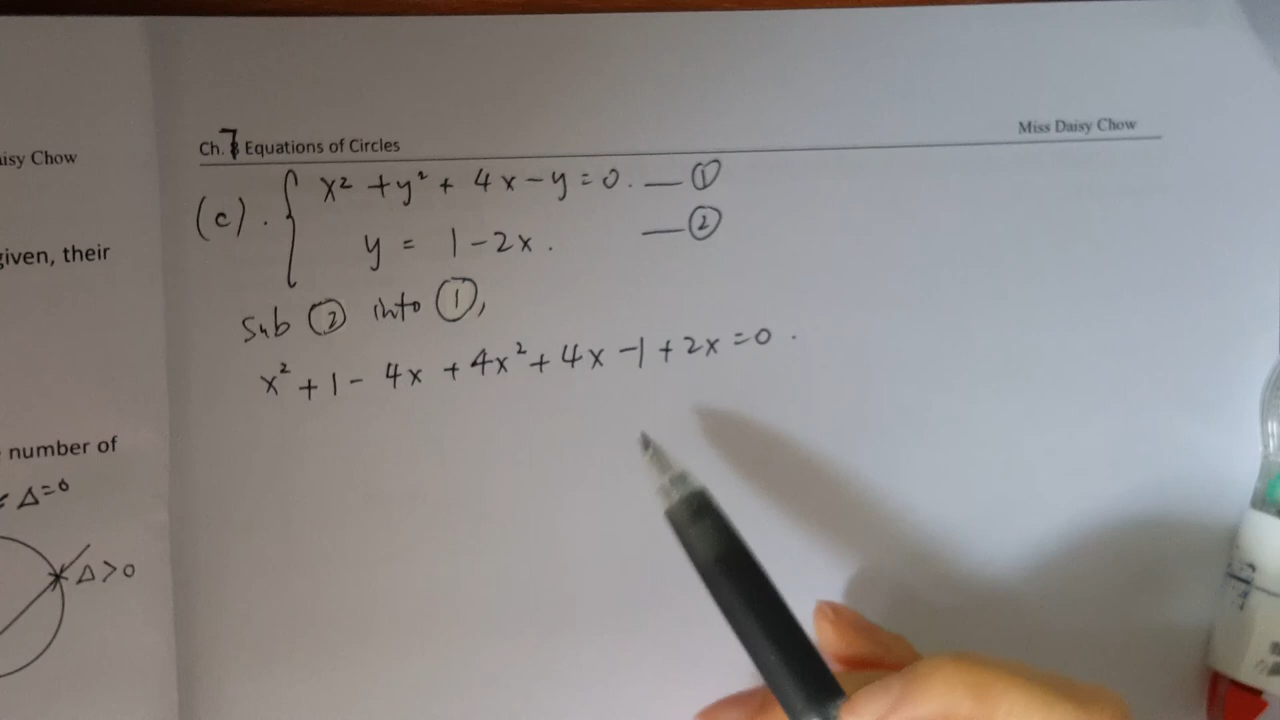 isy Chow
given, their
number of
Δ=0
Δ>0
Ch. 7 Equations of Circles
Miss Daisy Chow
(c). { x² + y² + 4x - y = 0. — ①
y = 1 - 2x. — ②
Sub ② into ①,
x² + 1 - 4x + 4x² + 4x - 1 + 2x = 0.